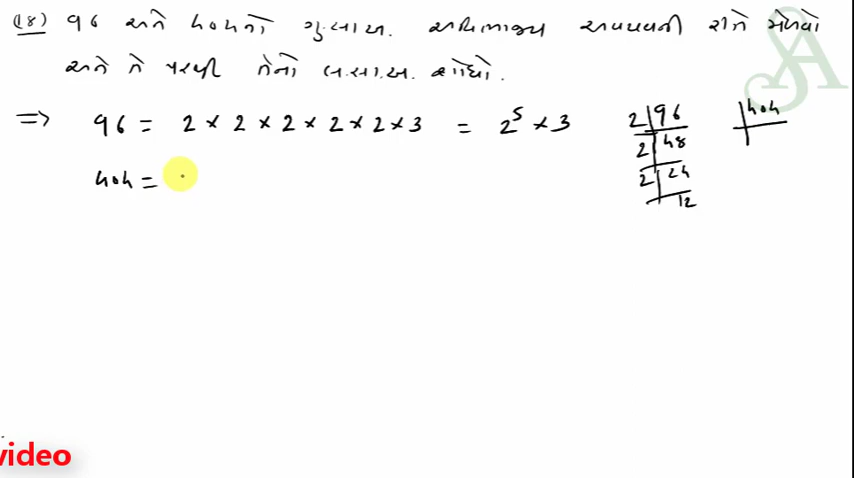 (18) 96 અને 404નો ગુ.સા.અ. અવિભાજ્ય અવયવની રીતે મેળવો
અને તે પરથી તેનો લ.સા.અ. શોધો.
⇒ 96 = 2 × 2 × 2 × 2 × 2 × 3 = 2⁵ × 3
404 =
2 | 96
2 | 48
2 | 24
12
404
video